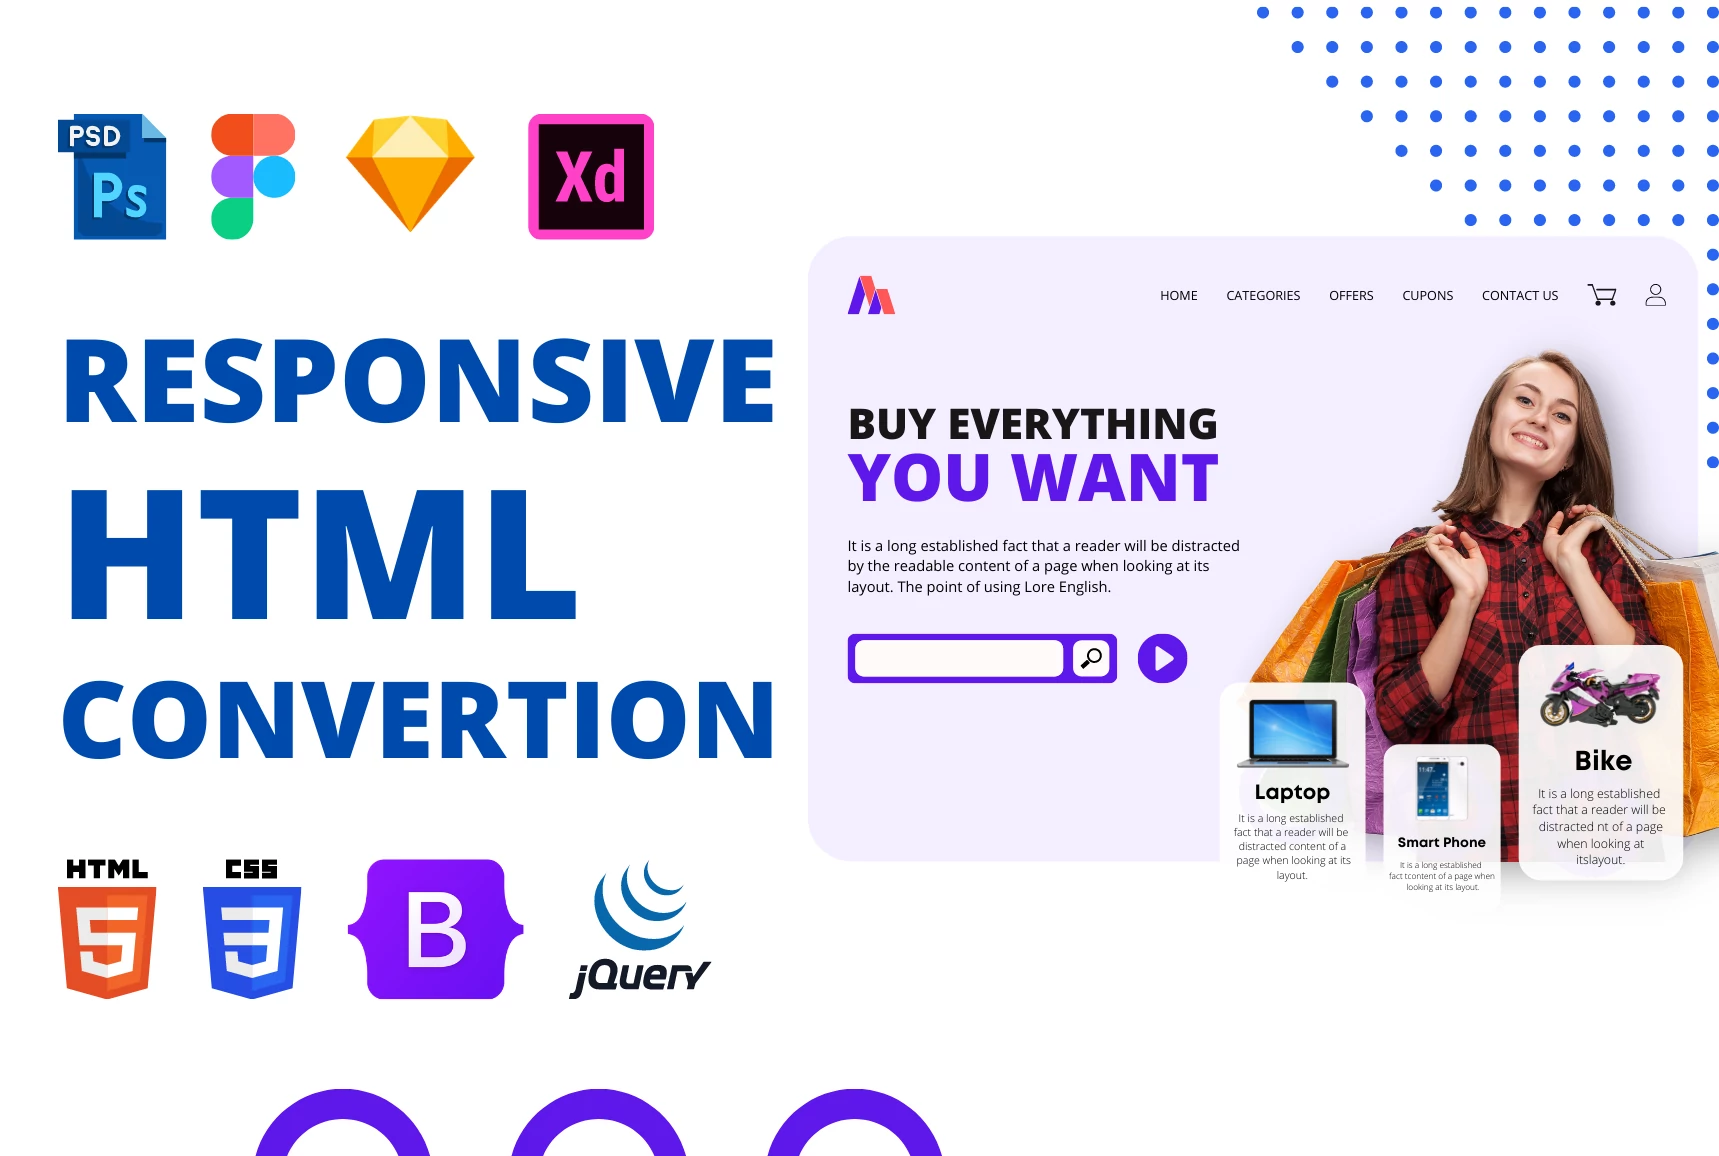 PSD
Ps
Xd
RESPONSIVE
HTML
CONVERTION
HTML
5
CSS
3
B
jQuery
HOME CATEGORIES OFFERS CUPONS CONTACT US
BUY EVERYTHING
YOU WANT
It is a long established fact that a reader will be distracted
by the readable content of a page when looking at its
layout. The point of using Lore English.
Laptop
It is a long established
fact that a reader will be
distracted content of a
page when looking at its
layout.
11:47
Smart Phone
It is a long established
fact tcontent of a page when
looking at its layout.
Bike
It is a long established
fact that a reader will be
distracted nt of a page
when looking at
itslayout.